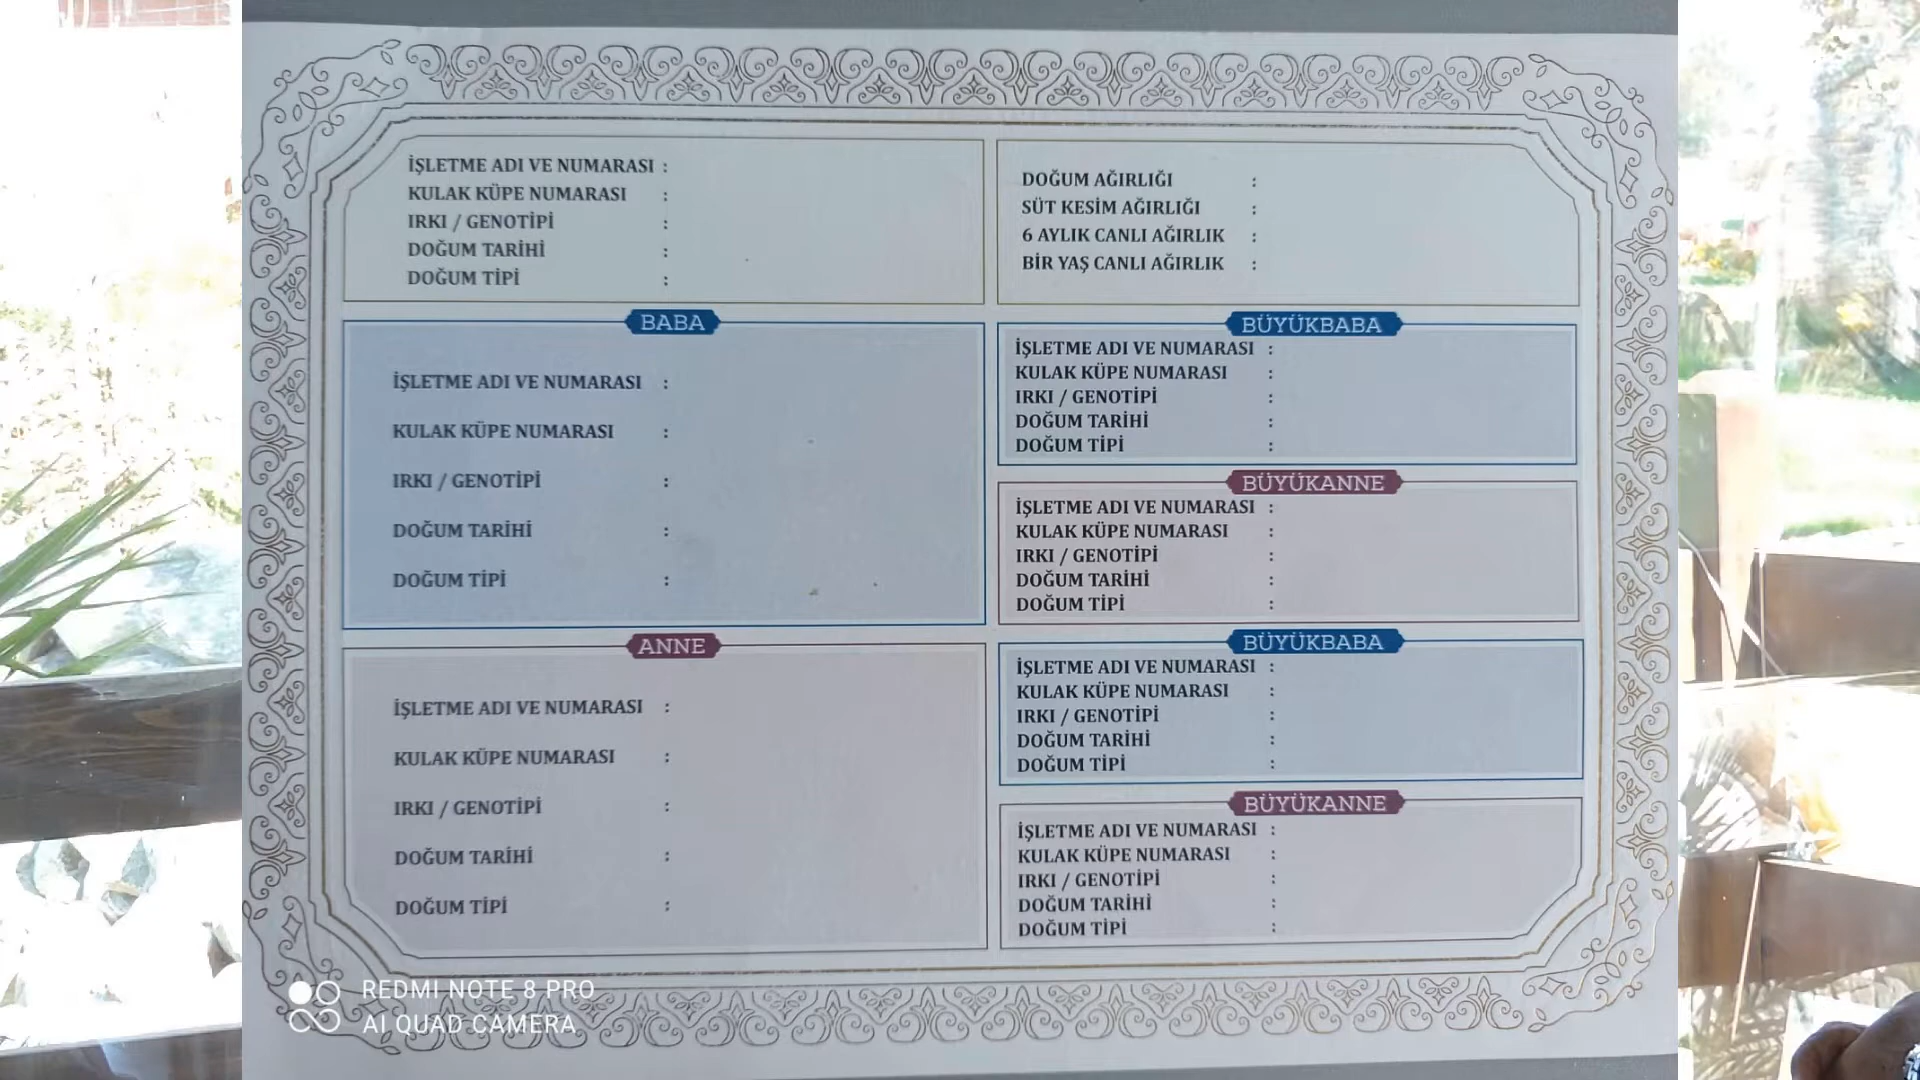 İŞLETME ADI VE NUMARASI :
KULAK KÜPE NUMARASI :
IRKI / GENOTİPİ :
DOĞUM TARİHİ :
DOĞUM TİPİ :
DOĞUM AĞIRLIĞI :
SÜT KESİM AĞIRLIĞI :
6 AYLIK CANLI AĞIRLIK :
BİR YAŞ CANLI AĞIRLIK :
BABA
İŞLETME ADI VE NUMARASI :
KULAK KÜPE NUMARASI :
IRKI / GENOTİPİ :
DOĞUM TARİHİ :
DOĞUM TİPİ :
ANNE
İŞLETME ADI VE NUMARASI :
KULAK KÜPE NUMARASI :
IRKI / GENOTİPİ :
DOĞUM TARİHİ :
DOĞUM TİPİ :
BÜYÜKBABA
İŞLETME ADI VE NUMARASI :
KULAK KÜPE NUMARASI :
IRKI / GENOTİPİ :
DOĞUM TARİHİ :
DOĞUM TİPİ :
BÜYÜKANNE
İŞLETME ADI VE NUMARASI :
KULAK KÜPE NUMARASI :
IRKI / GENOTİPİ :
DOĞUM TARİHİ :
DOĞUM TİPİ :
BÜYÜKBABA
İŞLETME ADI VE NUMARASI :
KULAK KÜPE NUMARASI :
IRKI / GENOTİPİ :
DOĞUM TARİHİ :
DOĞUM TİPİ :
BÜYÜKANNE
İŞLETME ADI VE NUMARASI :
KULAK KÜPE NUMARASI :
IRKI / GENOTİPİ :
DOĞUM TARİHİ :
DOĞUM TİPİ :
REDMI NOTE 8 PRO
AI QUAD CAMERA